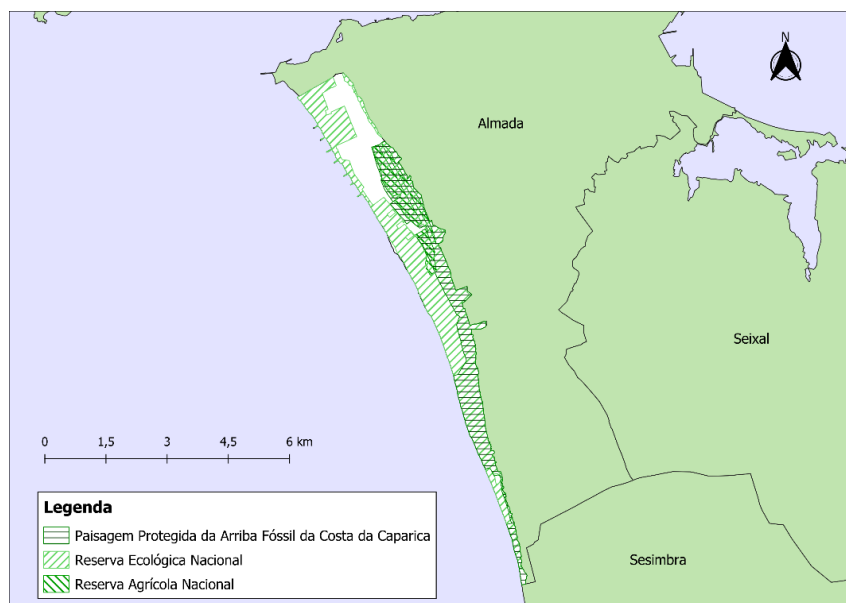 N
Almada
Seixal
0 1,5 3 4,5 6 km
Sesimbra
Legenda
Paisagem Protegida da Arriba Fóssil da Costa da Caparica
Reserva Ecológica Nacional
Reserva Agrícola Nacional